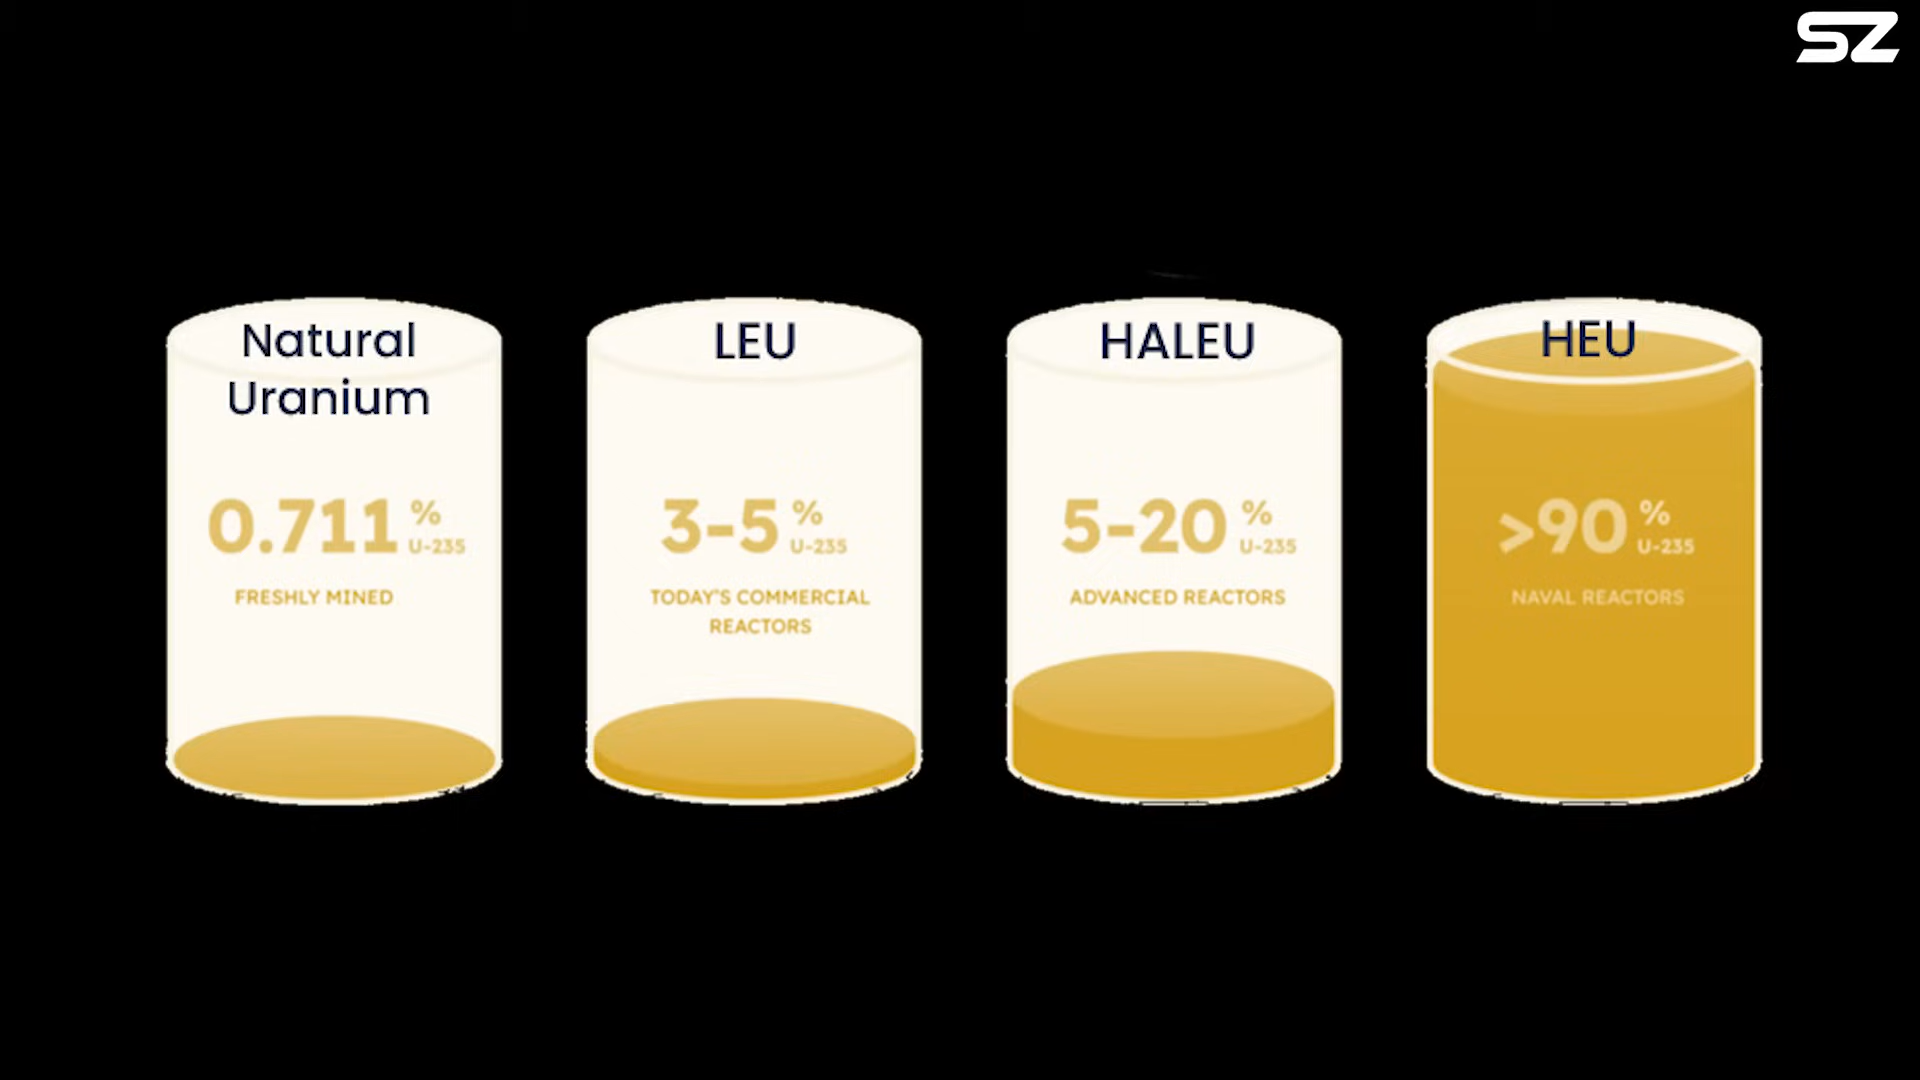 SZ
Natural
Uranium
0.711 %
U-235
FRESHLY MINED
LEU
3-5 %
U-235
TODAY'S COMMERCIAL
REACTORS
HALEU
5-20 %
U-235
ADVANCED REACTORS
HEU
>90 %
U-235
NAVAL REACTORS